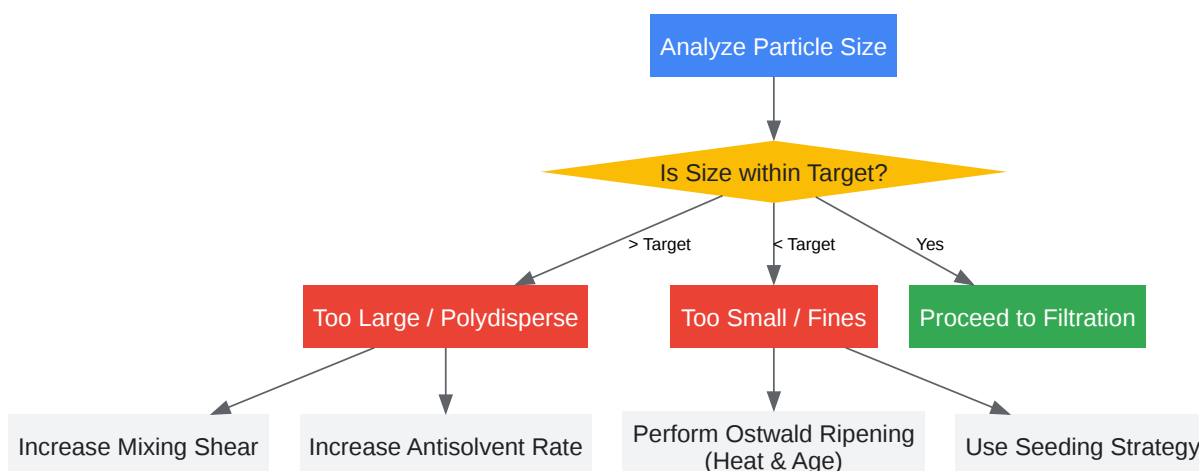 Analyze Particle Size
Is Size within Target?
> Target
< Target
Yes
Too Large / Polydisperse
Too Small / Fines
Proceed to Filtration
Increase Mixing Shear
Increase Antisolvent Rate
Perform Ostwald Ripening
(Heat & Age)
Use Seeding Strategy